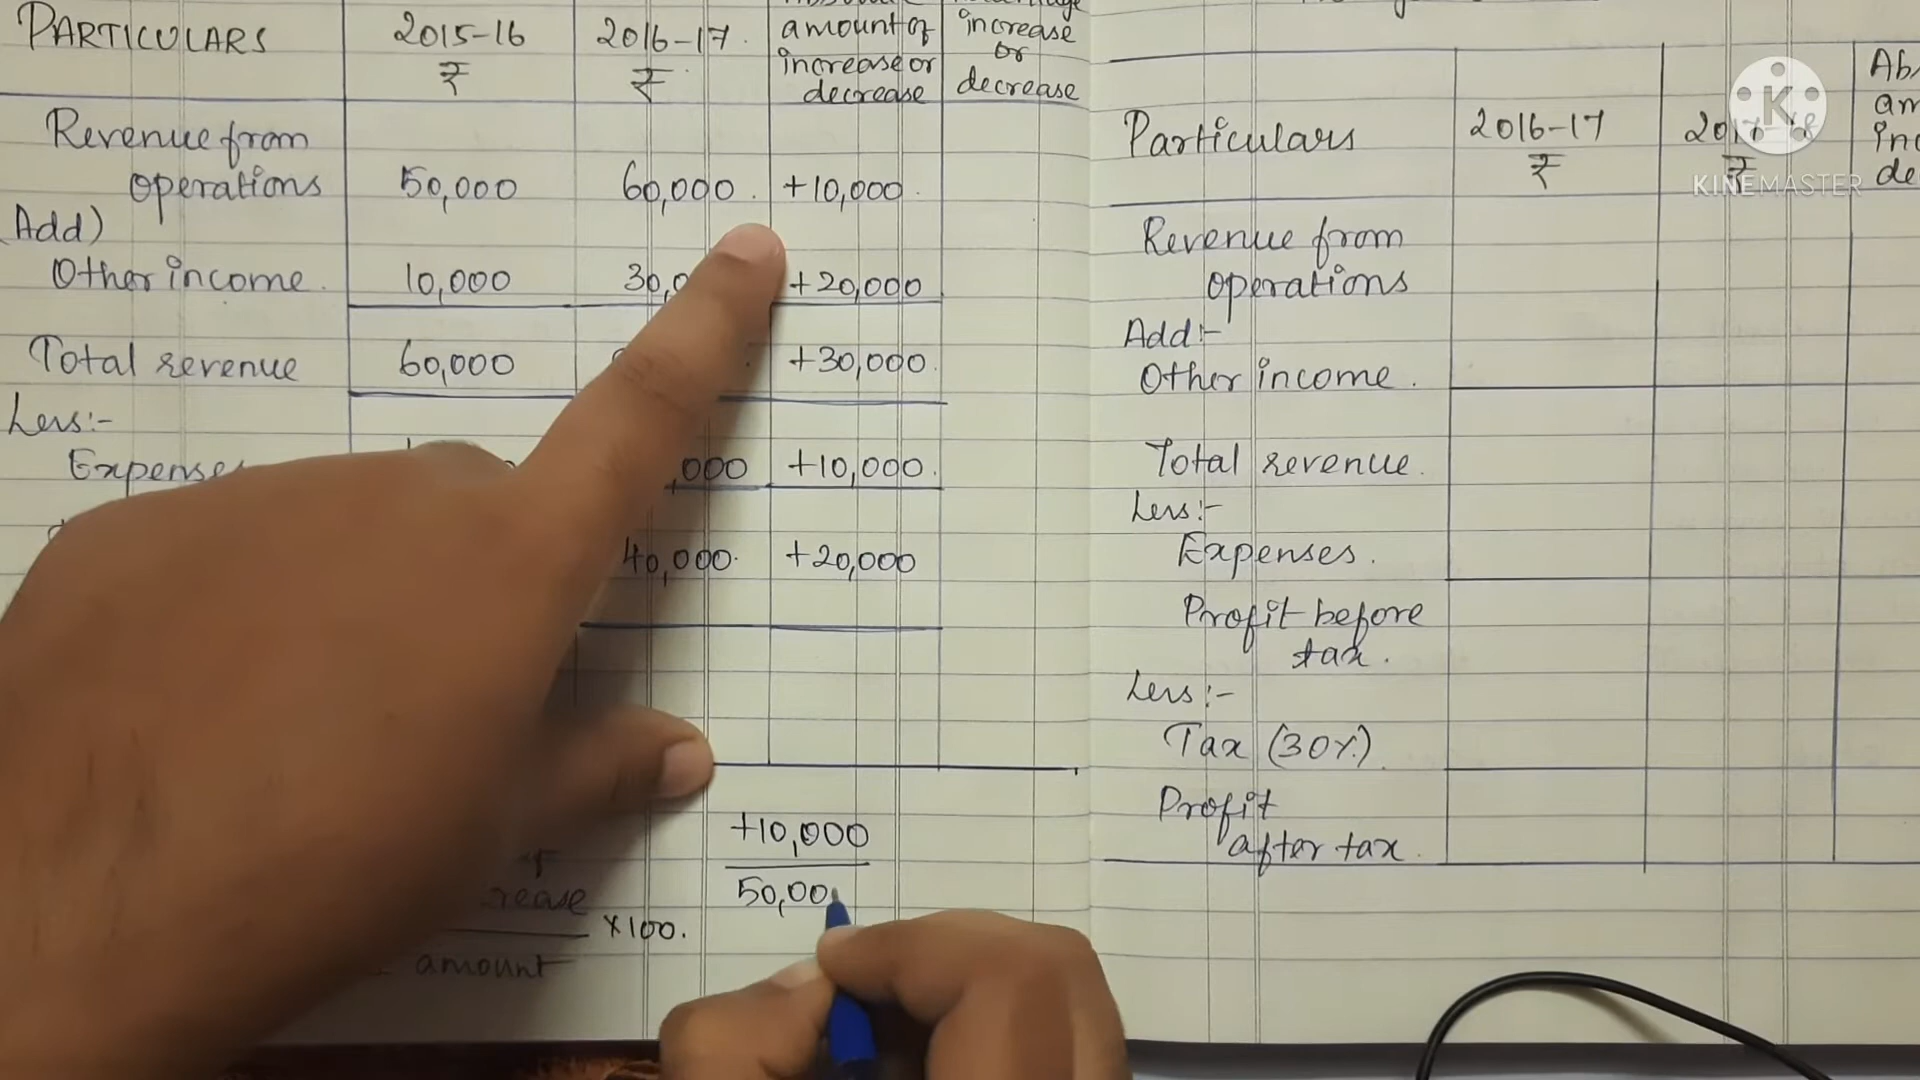 PARTICULARS 2015-16 2016-17. amount of increase
₹ ₹ increase or or
decrease decrease
Revenue from
operations 50,000 60,000. +10,000.
Add)
Other income. 10,000 +20,000
Total revenue 60,000 +30,000.
Less:-
Expenses ,000 +10,000.
40,000. +20,000
+10,000
50,00
×100.
amount
Particulars 2016-17
₹ ₹
Revenue from
operations
Add:-
Other income.
Total revenue.
Less:-
Expenses.
Profit before
tax.
Less:-
Tax (30%)
Profit
after tax.
K
KINEMASTER